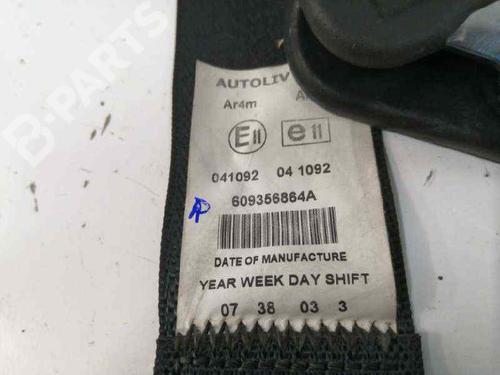 B-PARTS
AUTOLIV
Ar4m
E11 e11
041092 04 1092
609356864A
DATE OF MANUFACTURE
YEAR WEEK DAY SHIFT
07 38 03 3